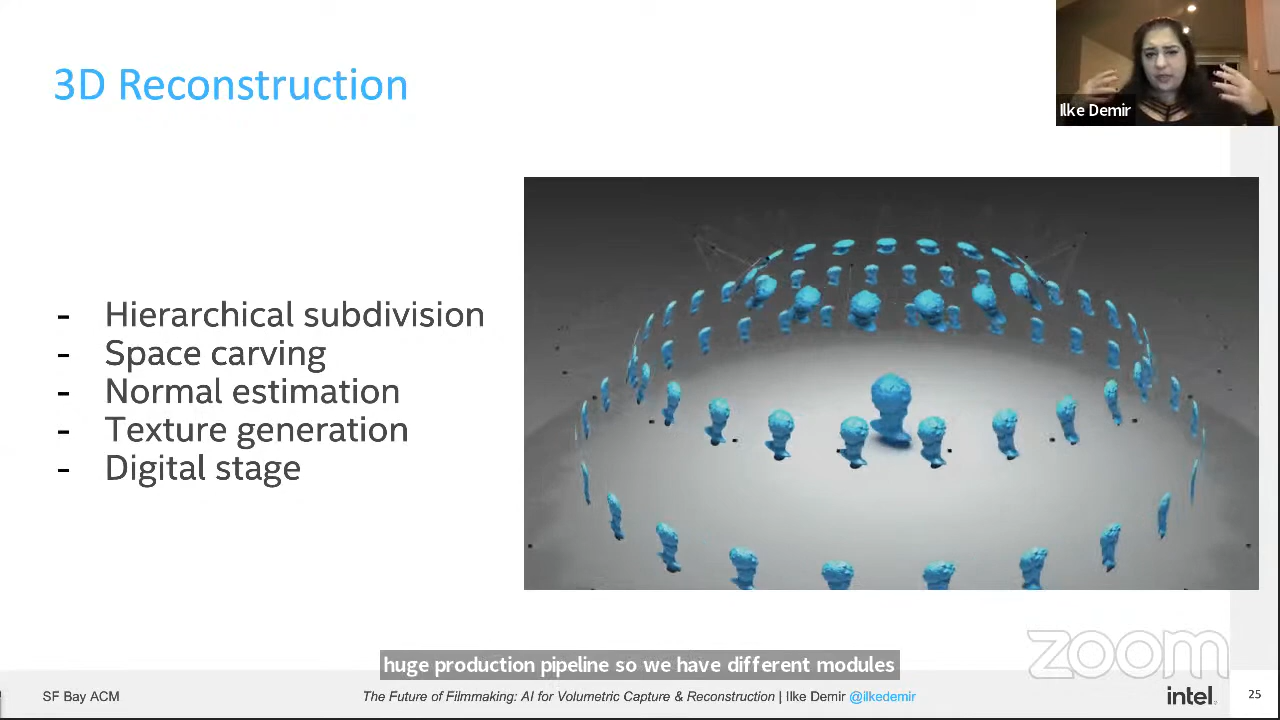 3D Reconstruction
Ilke Demir
- Hierarchical subdivision
- Space carving
- Normal estimation
- Texture generation
- Digital stage
zoom
huge production pipeline so we have different modules
SF Bay ACM
The Future of Filmmaking: AI for Volumetric Capture & Reconstruction | Ilke Demir @ilkedemir
intel.
25